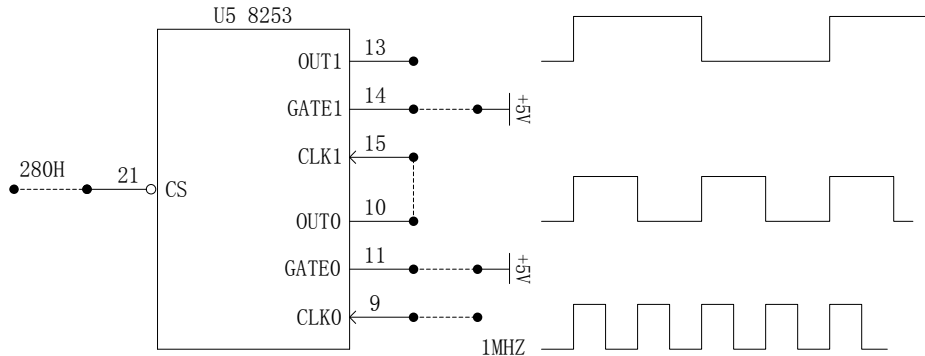 U5 8253
OUT1 13
GATE1 14 +5V
CLK1 15
280H 21 CS
OUT0 10
GATE0 11 +5V
CLK0 9
1MHZ